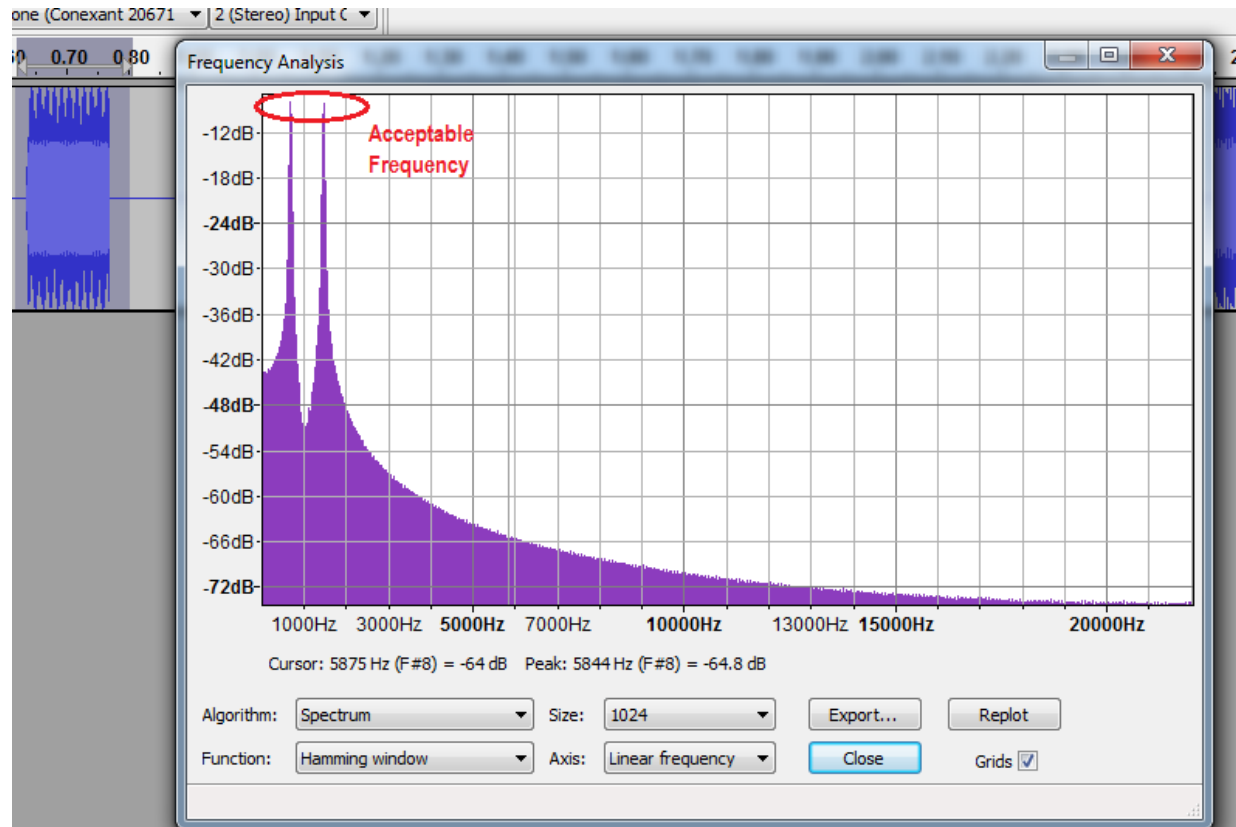 one (Conexant 20671 2 (Stereo) Input C
0.70 0.80
Frequency Analysis
Acceptable
Frequency
-12dB
-18dB
-24dB
-30dB
-36dB
-42dB
-48dB
-54dB
-60dB
-66dB
-72dB
1000Hz 3000Hz 5000Hz 7000Hz 10000Hz 13000Hz 15000Hz 20000Hz
Cursor: 5875 Hz (F#8) = -64 dB Peak: 5844 Hz (F#8) = -64.8 dB
Algorithm: Spectrum Size: 1024 Export... Replot
Function: Hamming window Axis: Linear frequency Close Grids